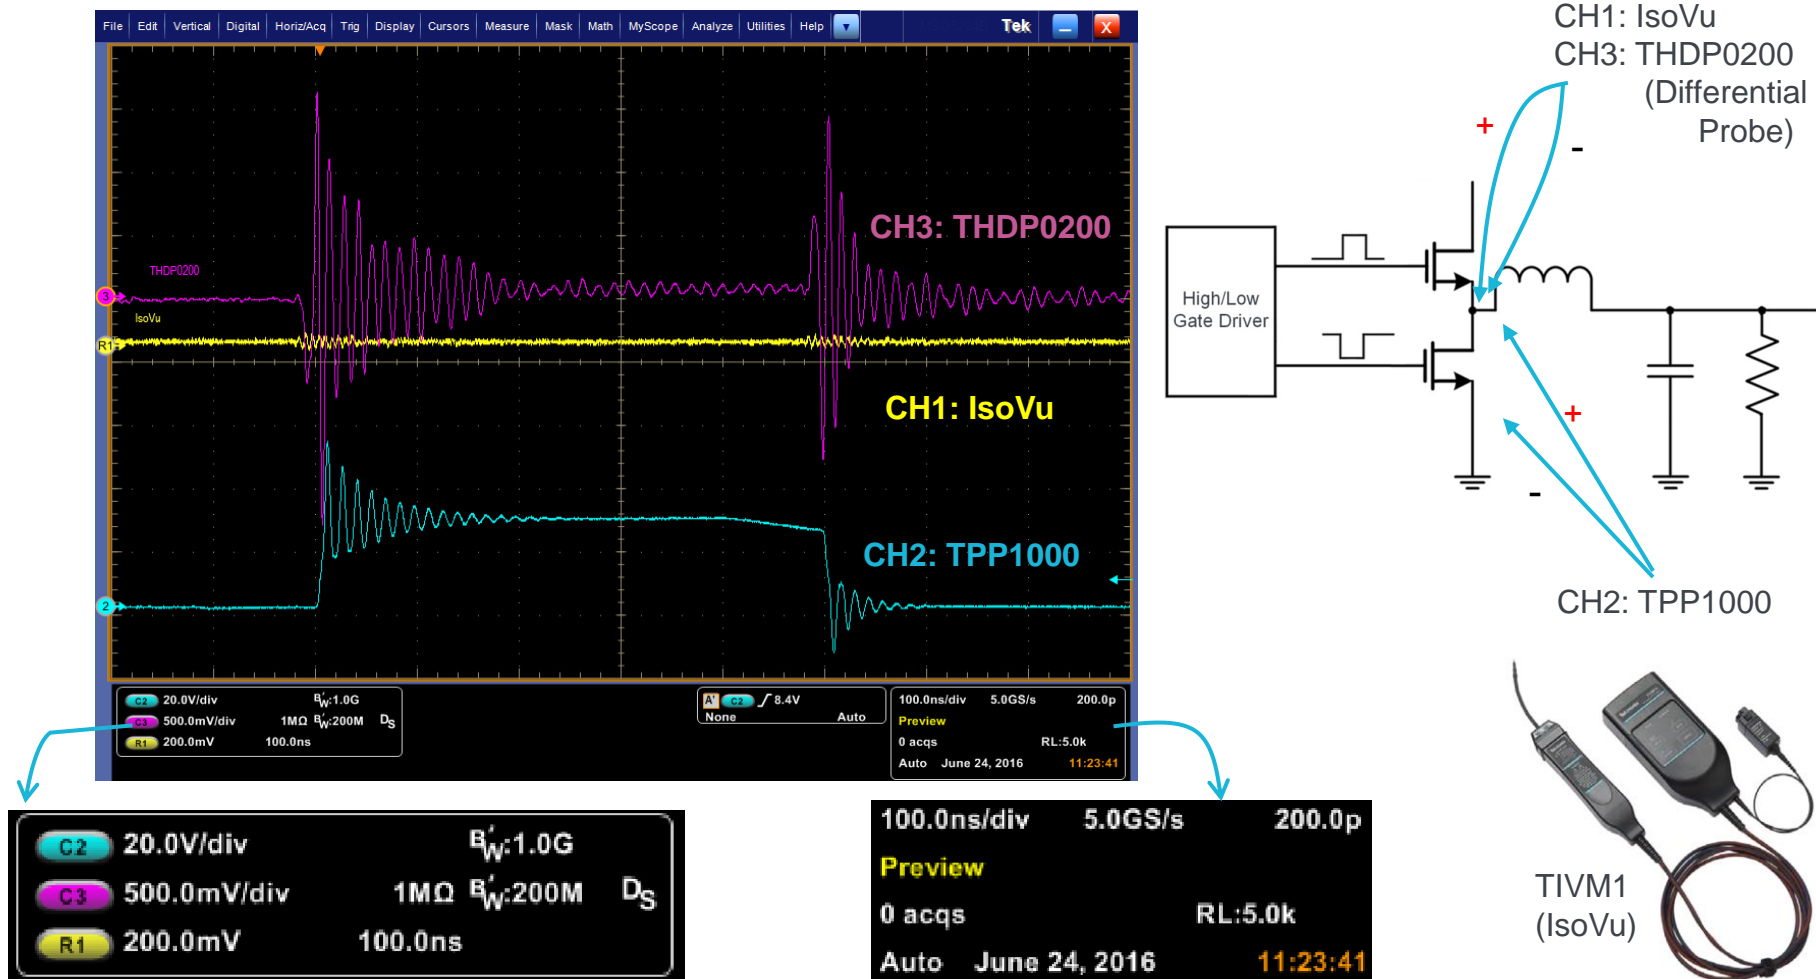 File Edit Vertical Digital Horiz/Acq Trig Display Cursors Measure Mask Math MyScope Analyze Utilities Help Tek X
CH1: IsoVu
CH3: THDP0200
(Differential
Probe)
+
-
CH3: THDP0200
THDP0200
3
IsoVu
R1
High/Low
Gate Driver
CH1: IsoVu
+
-
CH2: TPP1000
2
CH2: TPP1000
C2 20.0V/div BW:1.0G
C3 500.0mV/div 1MΩ BW:200M DS
R1 200.0mV 100.0ns
A' C2 8.4V
None Auto
100.0ns/div 5.0GS/s 200.0p
Preview
0 acqs RL:5.0k
Auto June 24, 2016 11:23:41
C2 20.0V/div BW:1.0G
C3 500.0mV/div 1MΩ BW:200M DS
R1 200.0mV 100.0ns
100.0ns/div 5.0GS/s 200.0p
Preview
0 acqs RL:5.0k
Auto June 24, 2016 11:23:41
TIVM1
(IsoVu)